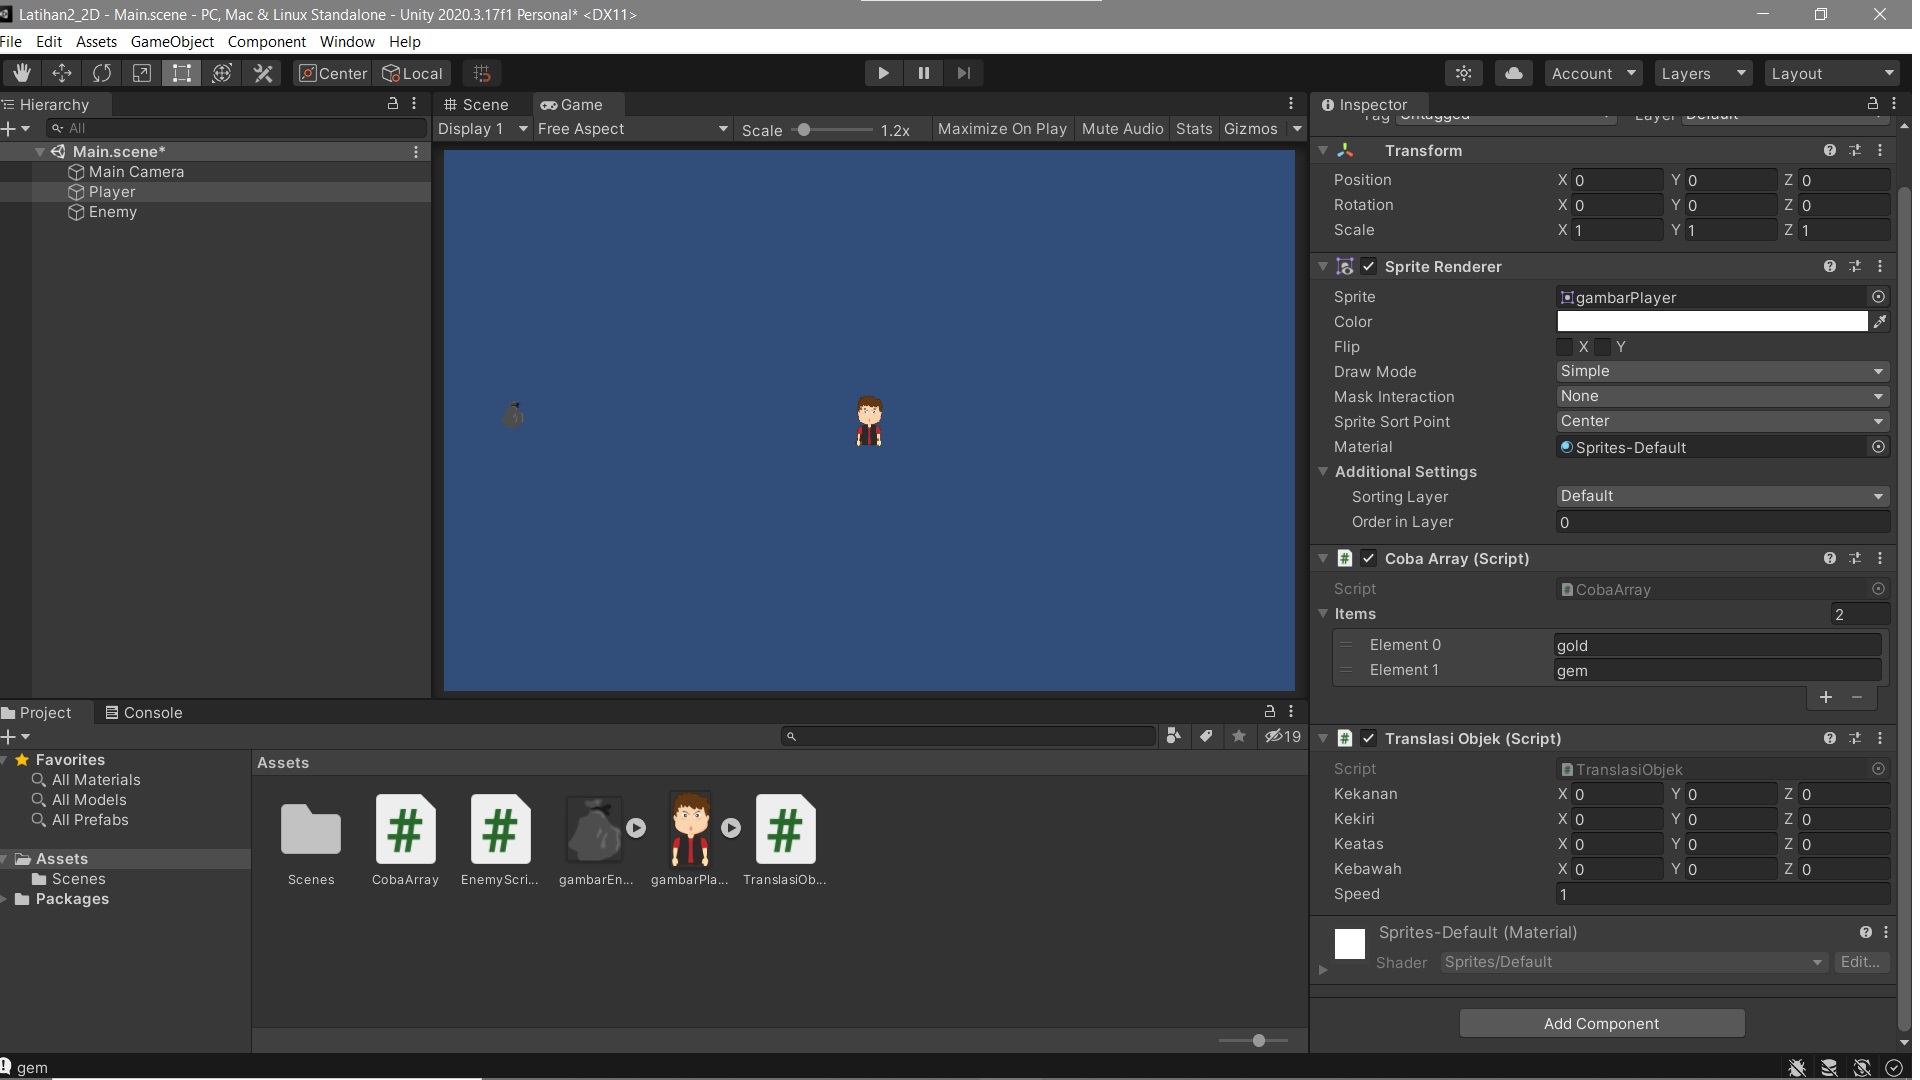 Latihan2_2D - Main.scene - PC, Mac & Linux Standalone - Unity 2020.3.17f1 Personal* <DX11>
File Edit Assets GameObject Component Window Help
Center Local Account Layers Layout
Hierarchy
All
Main.scene*
Main Camera
Player
Enemy
Scene Game
Display 1 Free Aspect Scale 1.2x Maximize On Play Mute Audio Stats Gizmos
Inspector
Tag Untagged Layer Default
Transform
Position X 0 Y 0 Z 0
Rotation X 0 Y 0 Z 0
Scale X 1 Y 1 Z 1
Sprite Renderer
Sprite gambarPlayer
Color
Flip X Y
Draw Mode Simple
Mask Interaction None
Sprite Sort Point Center
Material Sprites-Default
Additional Settings
Sorting Layer Default
Order in Layer 0
# Coba Array (Script)
Script # CobaArray
Items 2
Element 0 gold
Element 1 gem
+ −
# Translasi Objek (Script)
Script # TranslasiObjek
Kekanan X 0 Y 0 Z 0
Kekiri X 0 Y 0 Z 0
Keatas X 0 Y 0 Z 0
Kebawah X 0 Y 0 Z 0
Speed 1
Sprites-Default (Material)
Shader Sprites/Default Edit...
Add Component
Project Console
19
Favorites
All Materials
All Models
All Prefabs
Assets
Scenes
Packages
Assets
# # #
Scenes CobaArray EnemyScri... gambarEn... gambarPla... TranslasiOb...
gem